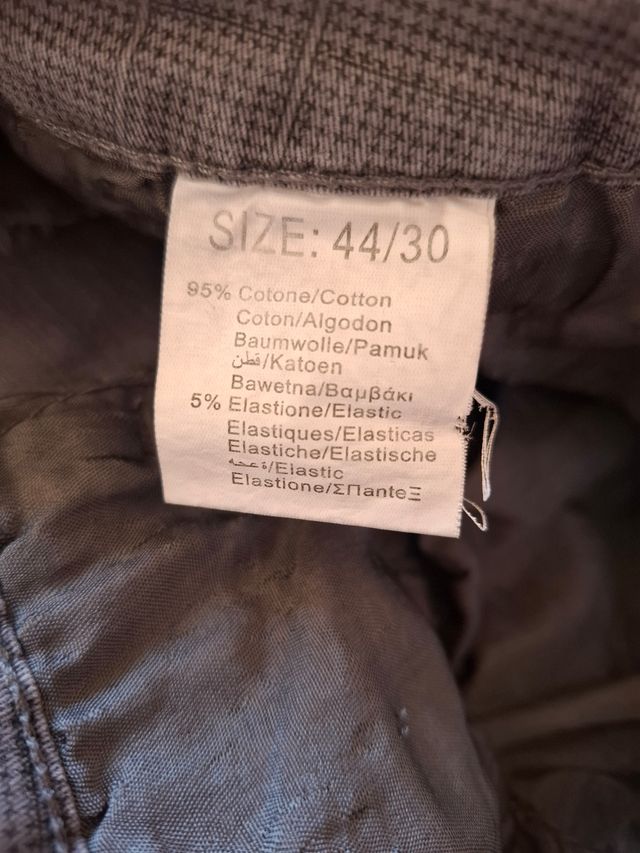 SIZE: 44/30
95% Cotone/Cotton
Coton/Algodon
Baumwolle/Pamuk
قطن/Katoen
Bawetna/Βαμβάκι
5% Elastione/Elastic
Elastiques/Elasticas
Elastiche/Elastische
/Elastic
Elastione/ΣΠanteΞ